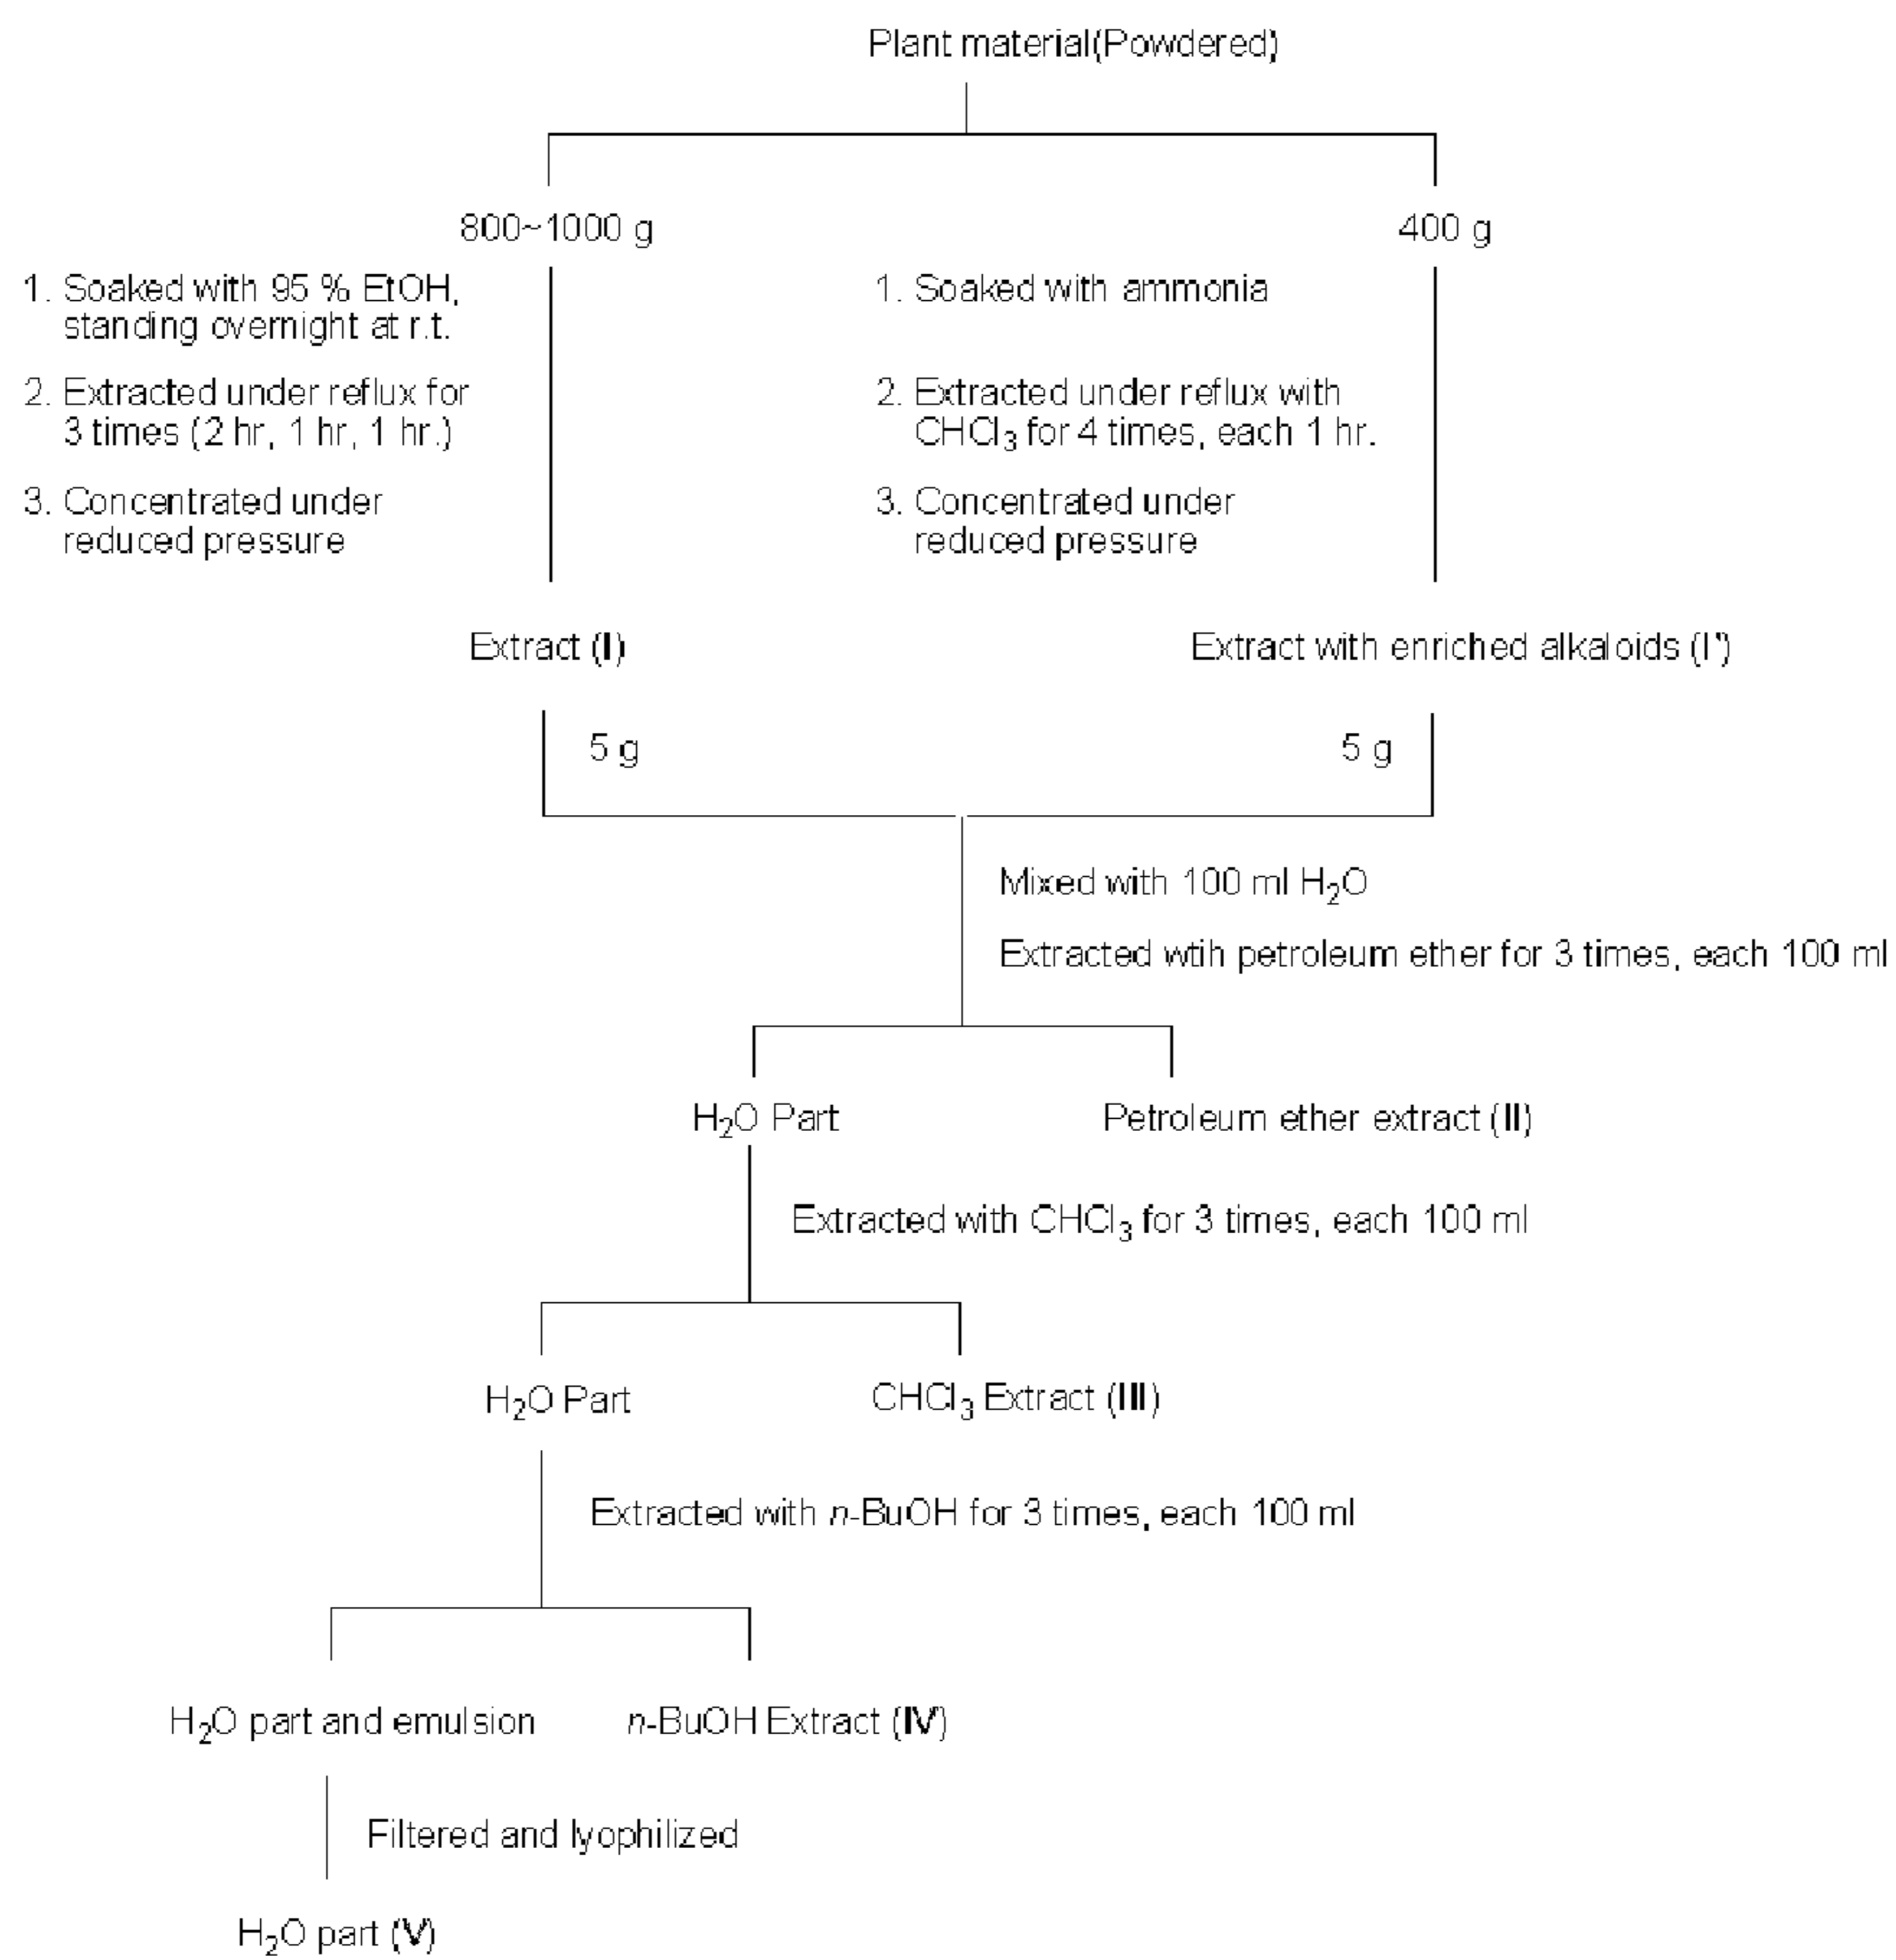 Plant material(Powdered)
800~1000 g
400 g
1. Soaked with 95 % EtOH,
standing overnight at r.t.
2. Extracted under reflux for
3 times (2 hr, 1 hr, 1 hr.)
3. Concentrated under
reduced pressure
1. Soaked with ammonia
2. Extracted under reflux with
CHCl₃ for 4 times, each 1 hr.
3. Concentrated under
reduced pressure
Extract (I)
Extract with enriched alkaloids (I')
5 g
5 g
Mixed with 100 ml H₂O
Extracted wtih petroleum ether for 3 times, each 100 ml
H₂O Part
Petroleum ether extract (II)
Extracted with CHCl₃ for 3 times, each 100 ml
H₂O Part
CHCl₃ Extract (III)
Extracted with n-BuOH for 3 times, each 100 ml
H₂O part and emulsion
n-BuOH Extract (IV)
Filtered and lyophilized
H₂O part (V)